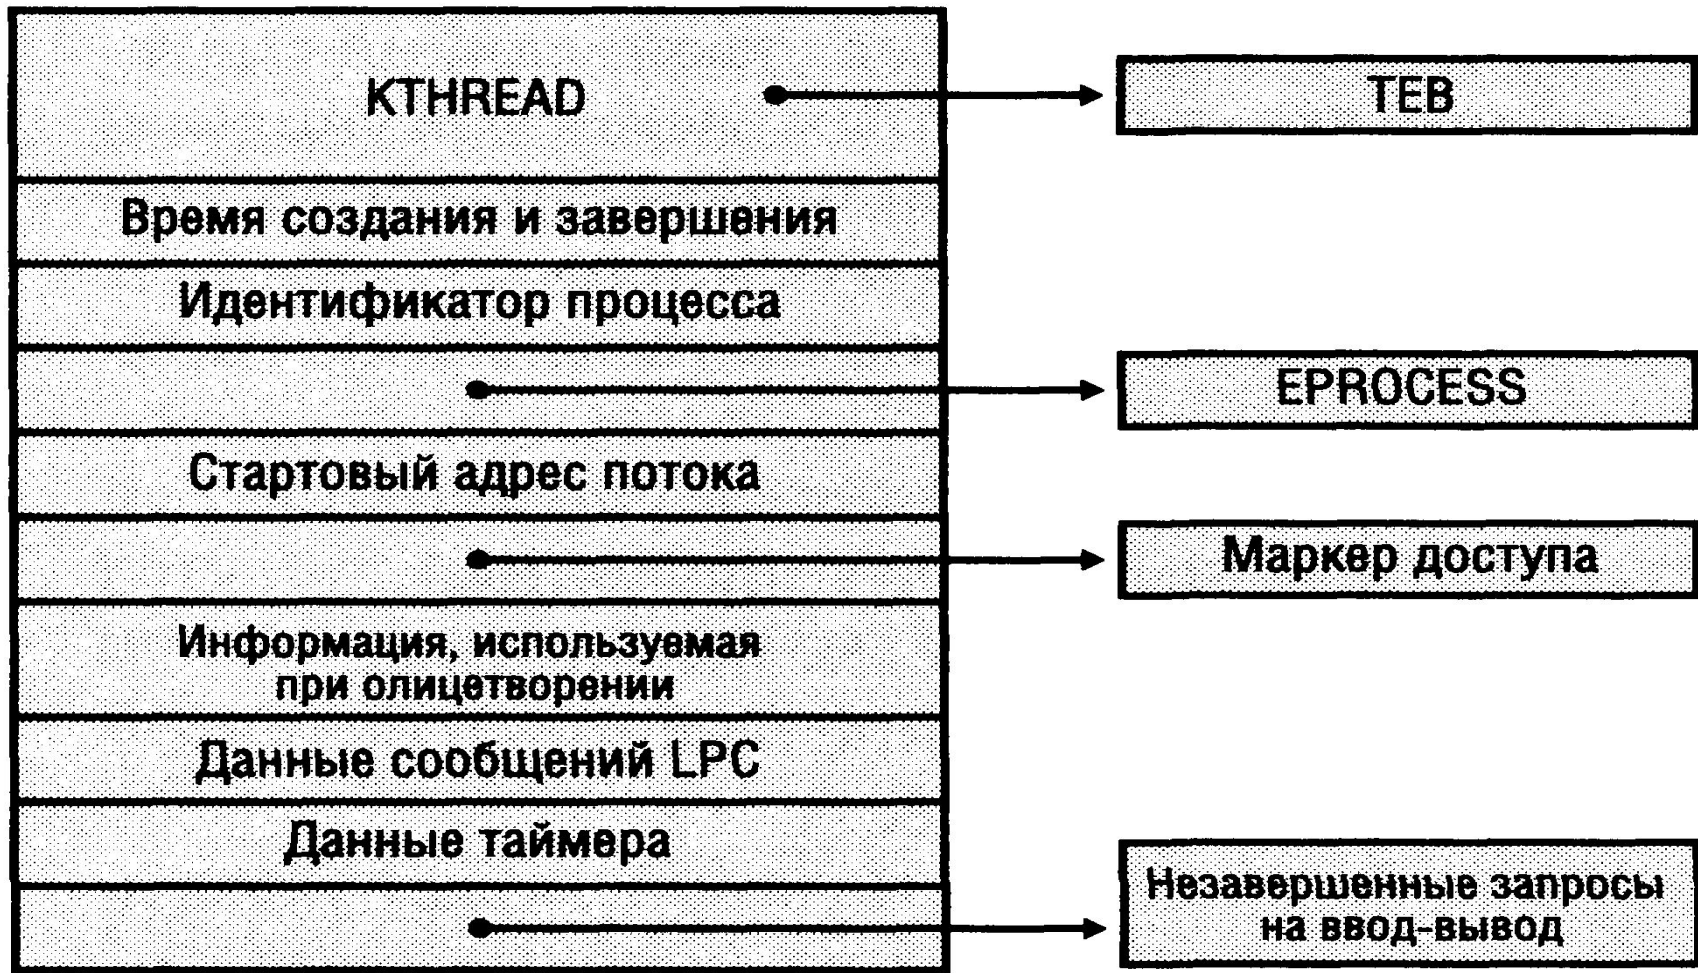 KTHREAD
TEB
Время создания и завершения
Идентификатор процесса
EPROCESS
Стартовый адрес потока
Маркер доступа
Информация, используемая
при олицетворении
Данные сообщений LPC
Данные таймера
Незавершенные запросы
на ввод-вывод